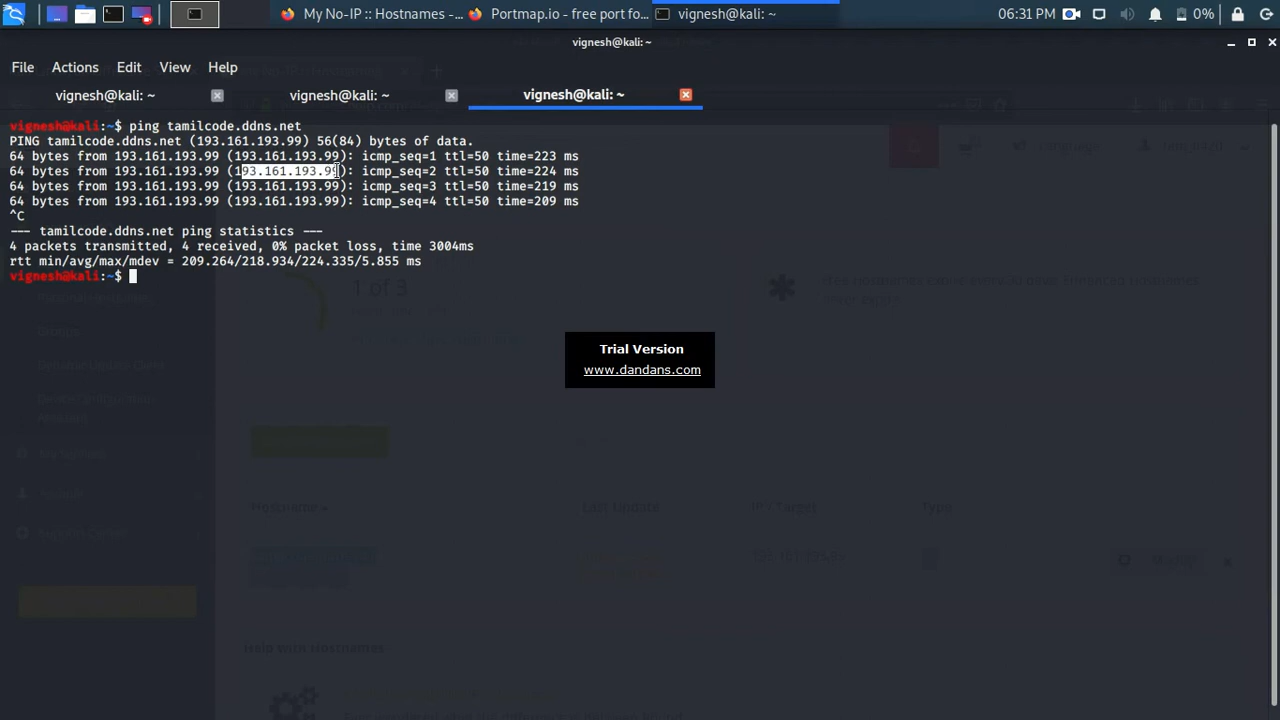 My No-IP :: Hostnames - ...
Portmap.io - free port fo...
vignesh@kali: ~
06:31 PM
0%
vignesh@kali: ~
File Actions Edit View Help
vignesh@kali: ~
vignesh@kali: ~
vignesh@kali: ~
vignesh@kali:~$ ping tamilcode.ddns.net
PING tamilcode.ddns.net (193.161.193.99) 56(84) bytes of data.
64 bytes from 193.161.193.99 (193.161.193.99): icmp_seq=1 ttl=50 time=223 ms
64 bytes from 193.161.193.99 (193.161.193.99): icmp_seq=2 ttl=50 time=224 ms
64 bytes from 193.161.193.99 (193.161.193.99): icmp_seq=3 ttl=50 time=219 ms
64 bytes from 193.161.193.99 (193.161.193.99): icmp_seq=4 ttl=50 time=209 ms
^C
--- tamilcode.ddns.net ping statistics ---
4 packets transmitted, 4 received, 0% packet loss, time 3004ms
rtt min/avg/max/mdev = 209.264/218.934/224.335/5.855 ms
vignesh@kali:~$
1 of 3
Trial Version
www.dandans.com
Hostname
Last Update
Type